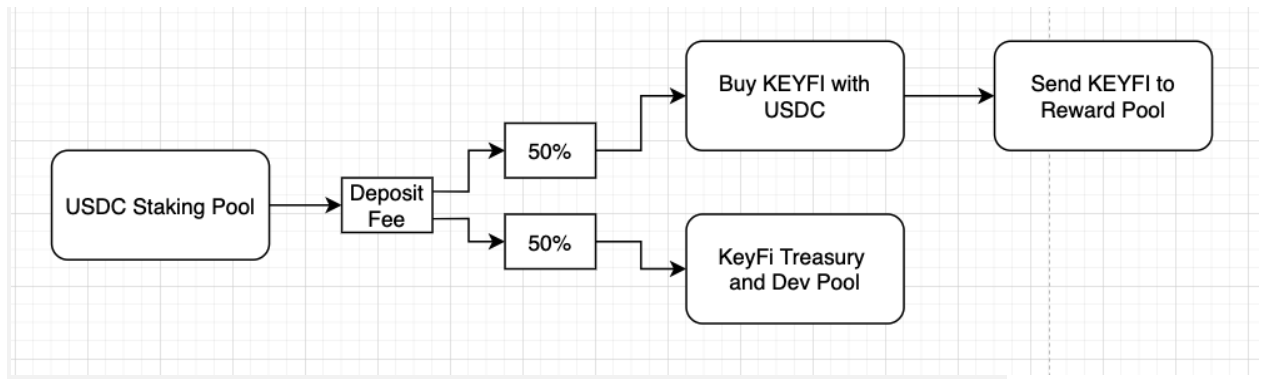 USDC Staking Pool
Deposit
Fee
50%
50%
Buy KEYFI with
USDC
Send KEYFI to
Reward Pool
KeyFi Treasury
and Dev Pool